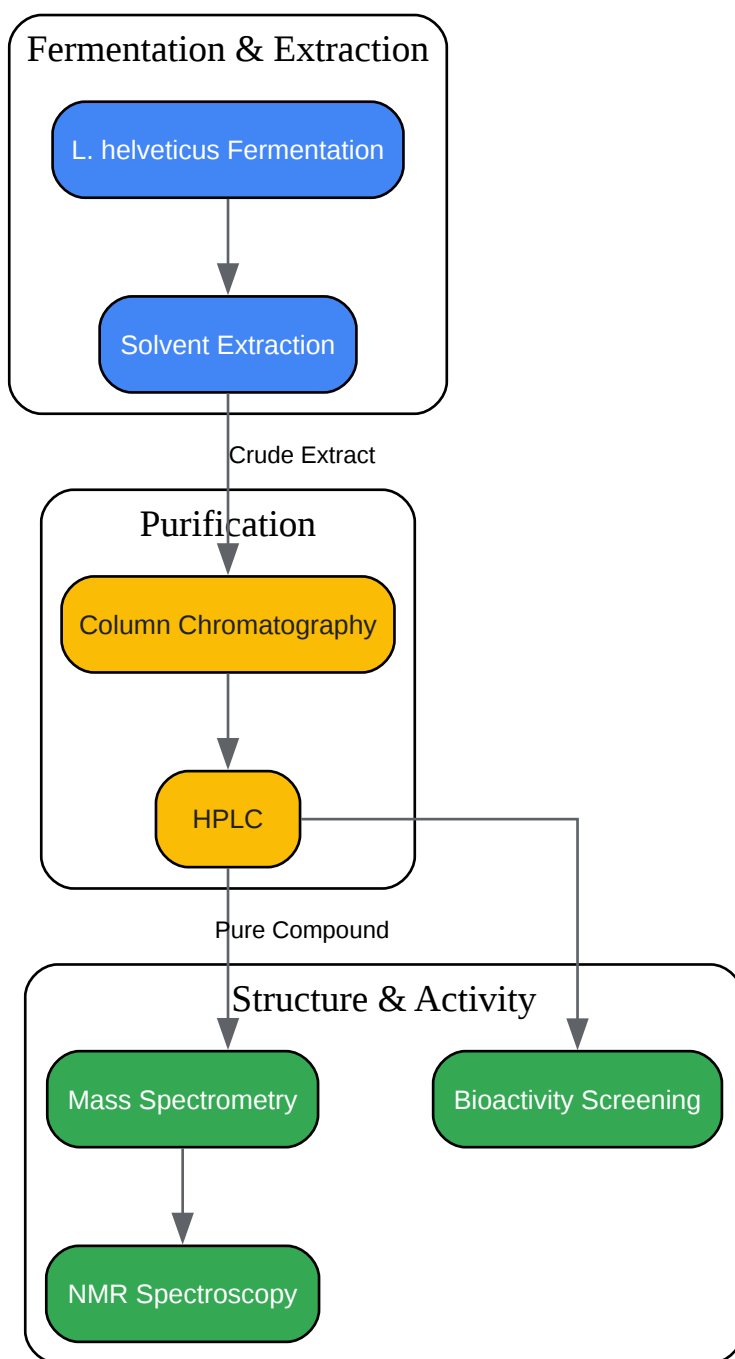 Fermentation & Extraction
L. helveticus Fermentation
Solvent Extraction
Crude Extract
Purification
Column Chromatography
HPLC
Pure Compound
Structure & Activity
Mass Spectrometry
Bioactivity Screening
NMR Spectroscopy